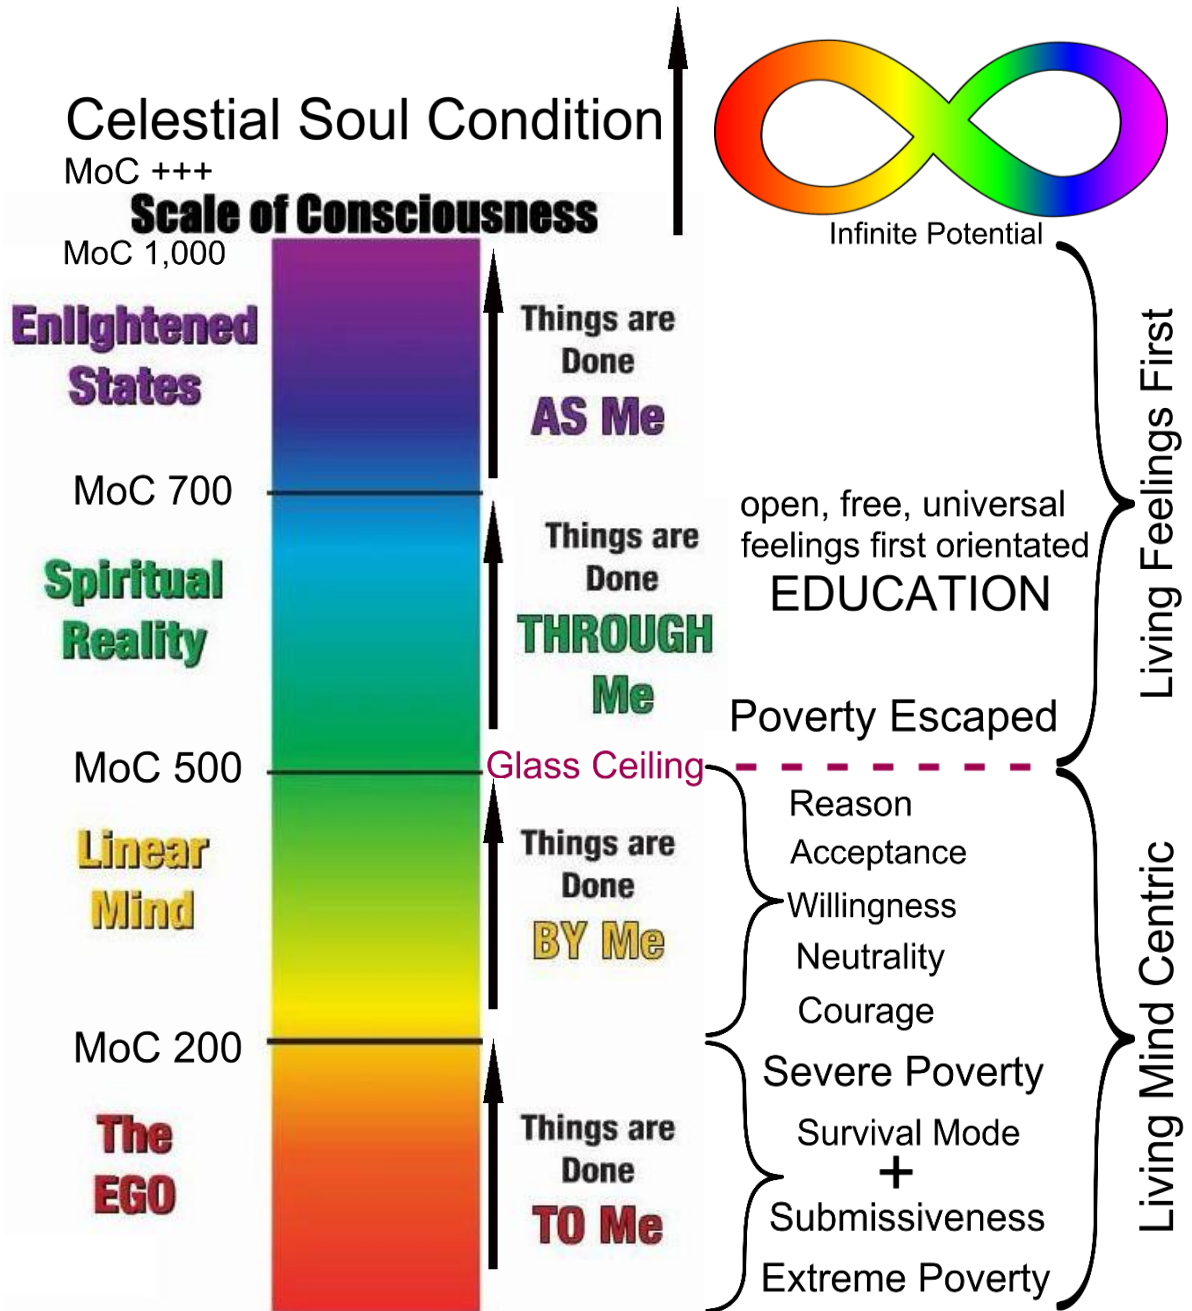 Celestial Soul Condition
MoC +++
Scale of Consciousness
Infinite Potential
MoC 1,000
Enlightened
States
Things are
Done
AS Me
MoC 700
Spiritual
Reality
Things are
Done
THROUGH
Me
open, free, universal
feelings first orientated
EDUCATION
Poverty Escaped
Living Feelings First
MoC 500
Glass Ceiling
Linear
Mind
Things are
Done
BY Me
Reason
Acceptance
Willingness
Neutrality
Courage
MoC 200
The
EGO
Things are
Done
TO Me
Severe Poverty
Survival Mode
+
Submissiveness
Extreme Poverty
Living Mind Centric